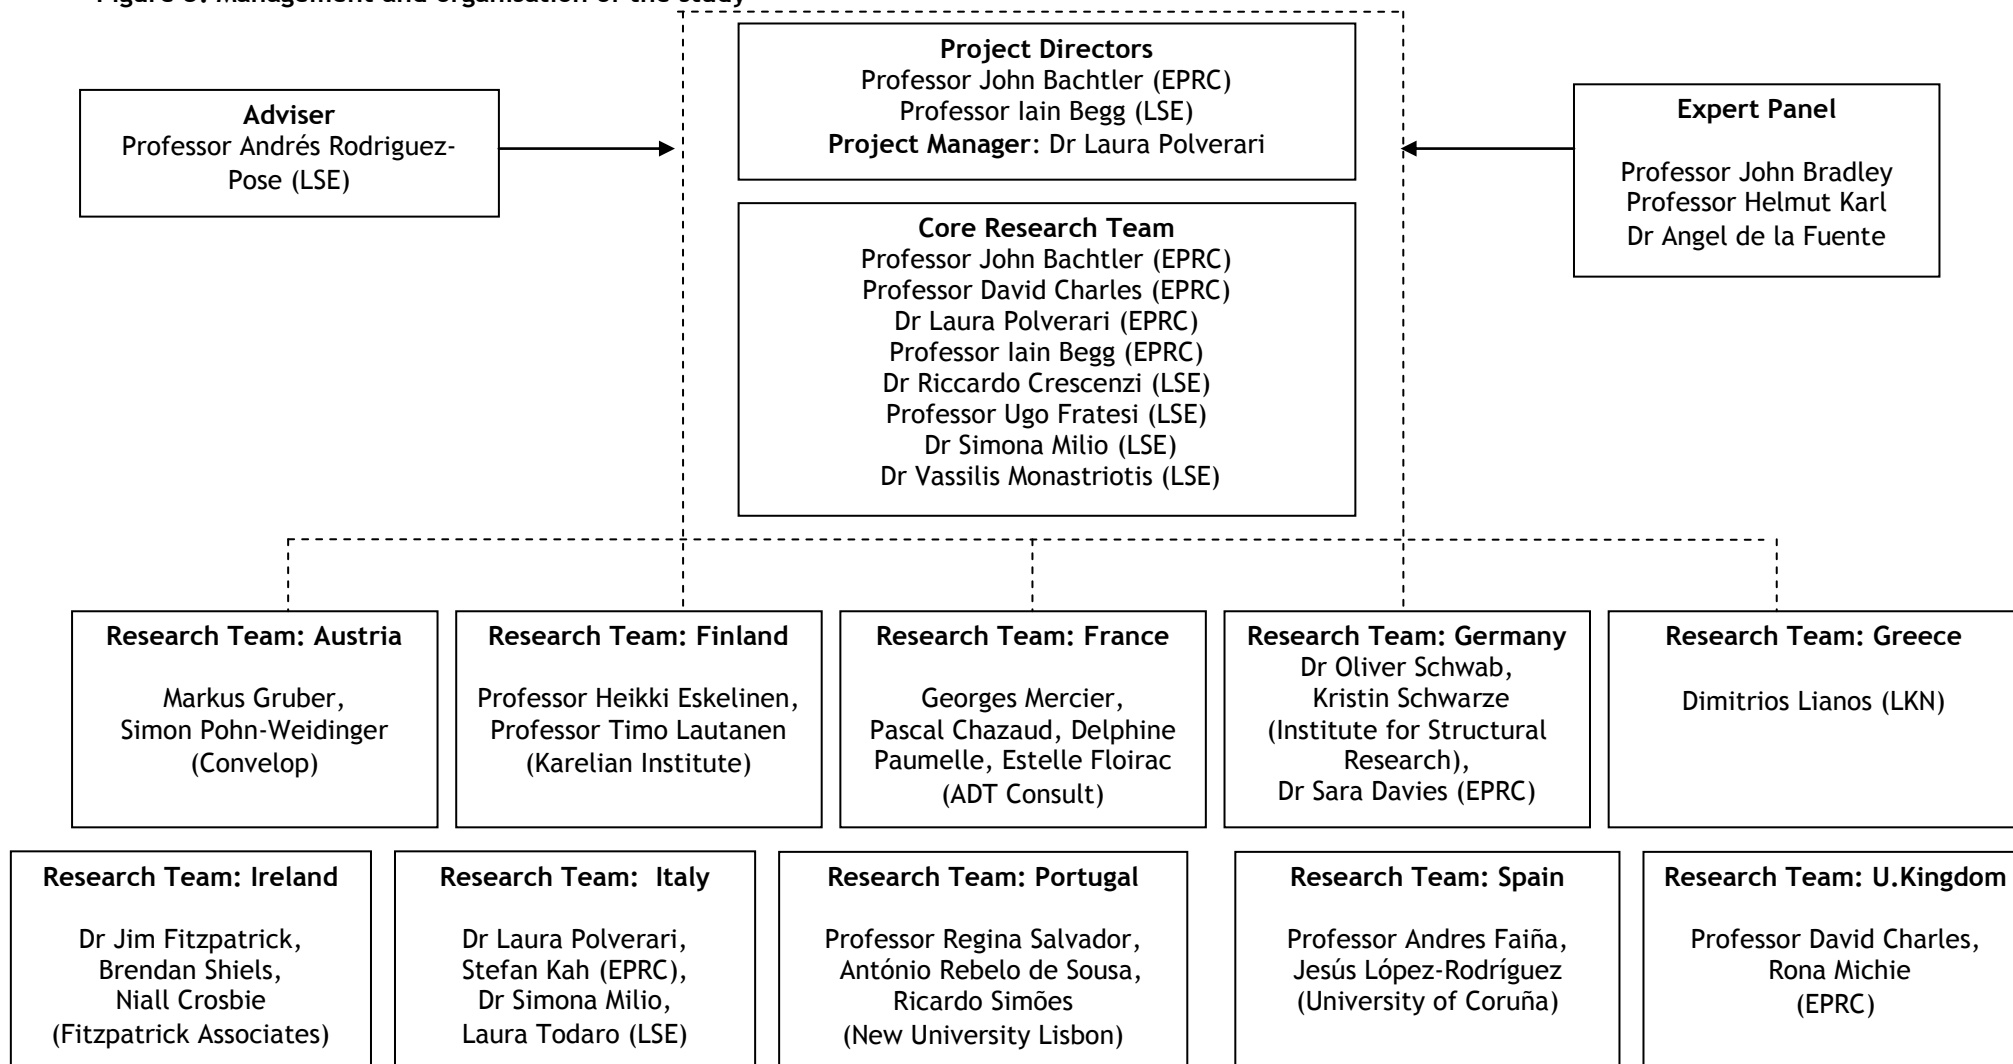 Figure 8: Management and organisation of the study
Project Directors
Professor John Bachtler (EPRC)
Professor Iain Begg (LSE)
Project Manager: Dr Laura Polverari
Adviser
Professor Andrés Rodriguez-
Pose (LSE)
Expert Panel
Professor John Bradley
Professor Helmut Karl
Dr Angel de la Fuente
Core Research Team
Professor John Bachtler (EPRC)
Professor David Charles (EPRC)
Dr Laura Polverari (EPRC)
Professor Iain Begg (EPRC)
Dr Riccardo Crescenzi (LSE)
Professor Ugo Fratesi (LSE)
Dr Simona Milio (LSE)
Dr Vassilis Monastriotis (LSE)
Research Team: Austria
Markus Gruber,
Simon Pohn-Weidinger
(Convelop)
Research Team: Finland
Professor Heikki Eskelinen,
Professor Timo Lautanen
(Karelian Institute)
Research Team: France
Georges Mercier,
Pascal Chazaud, Delphine
Paumelle, Estelle Floirac
(ADT Consult)
Research Team: Germany
Dr Oliver Schwab,
Kristin Schwarze
(Institute for Structural
Research),
Dr Sara Davies (EPRC)
Research Team: Greece
Dimitrios Lianos (LKN)
Research Team: Ireland
Dr Jim Fitzpatrick,
Brendan Shiels,
Niall Crosbie
(Fitzpatrick Associates)
Research Team: Italy
Dr Laura Polverari,
Stefan Kah (EPRC),
Dr Simona Milio,
Laura Todaro (LSE)
Research Team: Portugal
Professor Regina Salvador,
António Rebelo de Sousa,
Ricardo Simões
(New University Lisbon)
Research Team: Spain
Professor Andres Faiña,
Jesús López-Rodríguez
(University of Coruña)
Research Team: U.Kingdom
Professor David Charles,
Rona Michie
(EPRC)